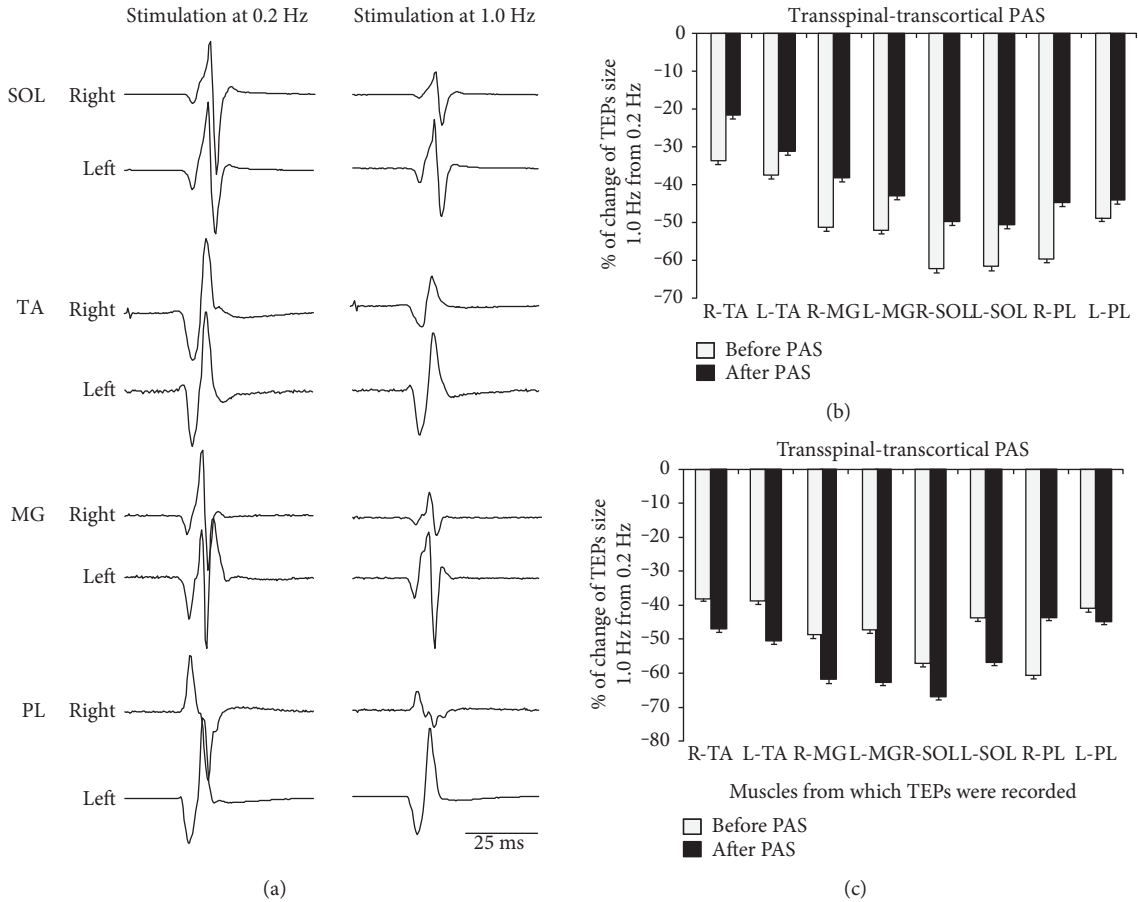 Stimulation at 0.2 Hz
Stimulation at 1.0 Hz
SOL
Right
Left
TA
Right
Left
MG
Right
Left
PL
Right
Left
25 ms
(a)
Transspinal-transcortical PAS
% of change of TEPs size
1.0 Hz from 0.2 Hz
0
−10
−20
−30
−40
−50
−60
−70
R-TA L-TA R-MG L-MG R-SOL L-SOL R-PL L-PL
Before PAS
After PAS
(b)
Transspinal-transcortical PAS
% of change of TEPs size
1.0 Hz from 0.2 Hz
0
−10
−20
−30
−40
−50
−60
−70
−80
R-TA L-TA R-MG L-MG R-SOL L-SOL R-PL L-PL
Muscles from which TEPs were recorded
Before PAS
After PAS
(c)